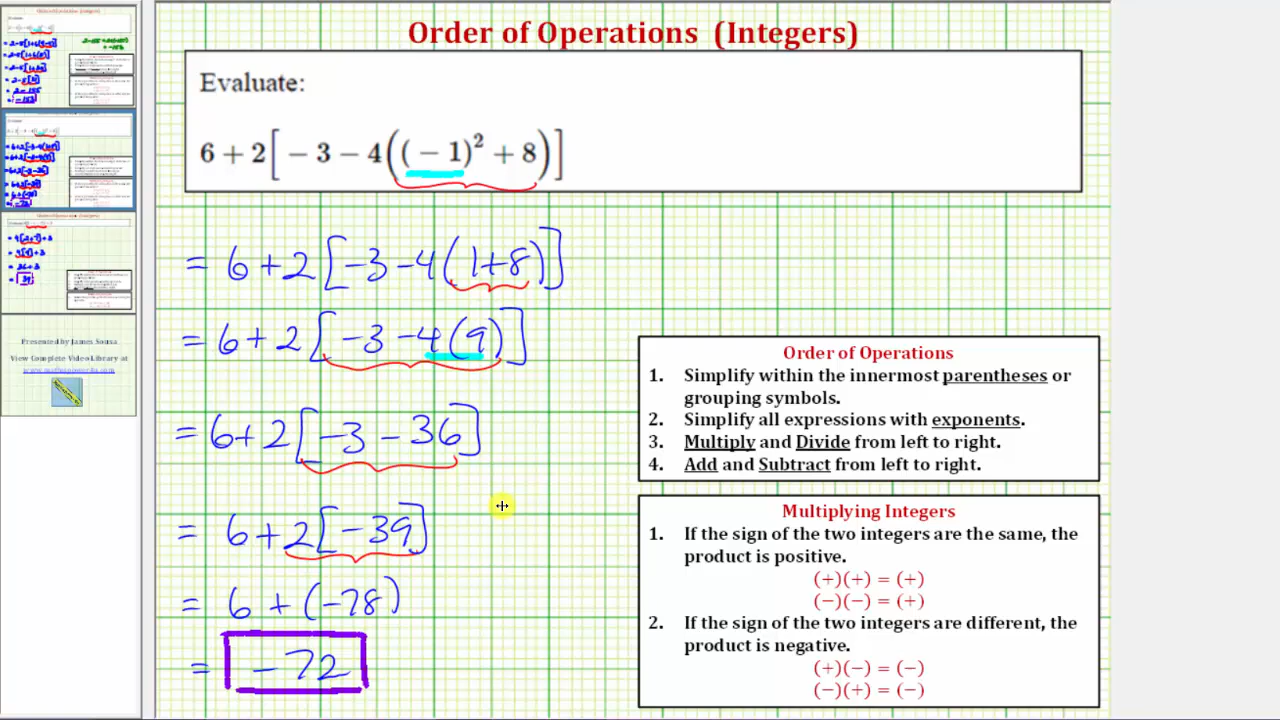 Order of Operations (Integers)
Evaluate:
6 + 2[ − 3 − 4(( − 1)² + 8)]
= 6 + 2[−3 − 4(1+8)]
= 6 + 2[−3 − 4(9)]
= 6 + 2[−3 − 36]
= 6 + 2[−39]
= 6 + (−78)
= −72
Order of Operations
1. Simplify within the innermost parentheses or
grouping symbols.
2. Simplify all expressions with exponents.
3. Multiply and Divide from left to right.
4. Add and Subtract from left to right.
Multiplying Integers
1. If the sign of the two integers are the same, the
product is positive.
(+)(+) = (+)
(−)(−) = (+)
2. If the sign of the two integers are different, the
product is negative.
(+)(−) = (−)
(−)(+) = (−)
Presented by James Sousa
View Complete Video Library at